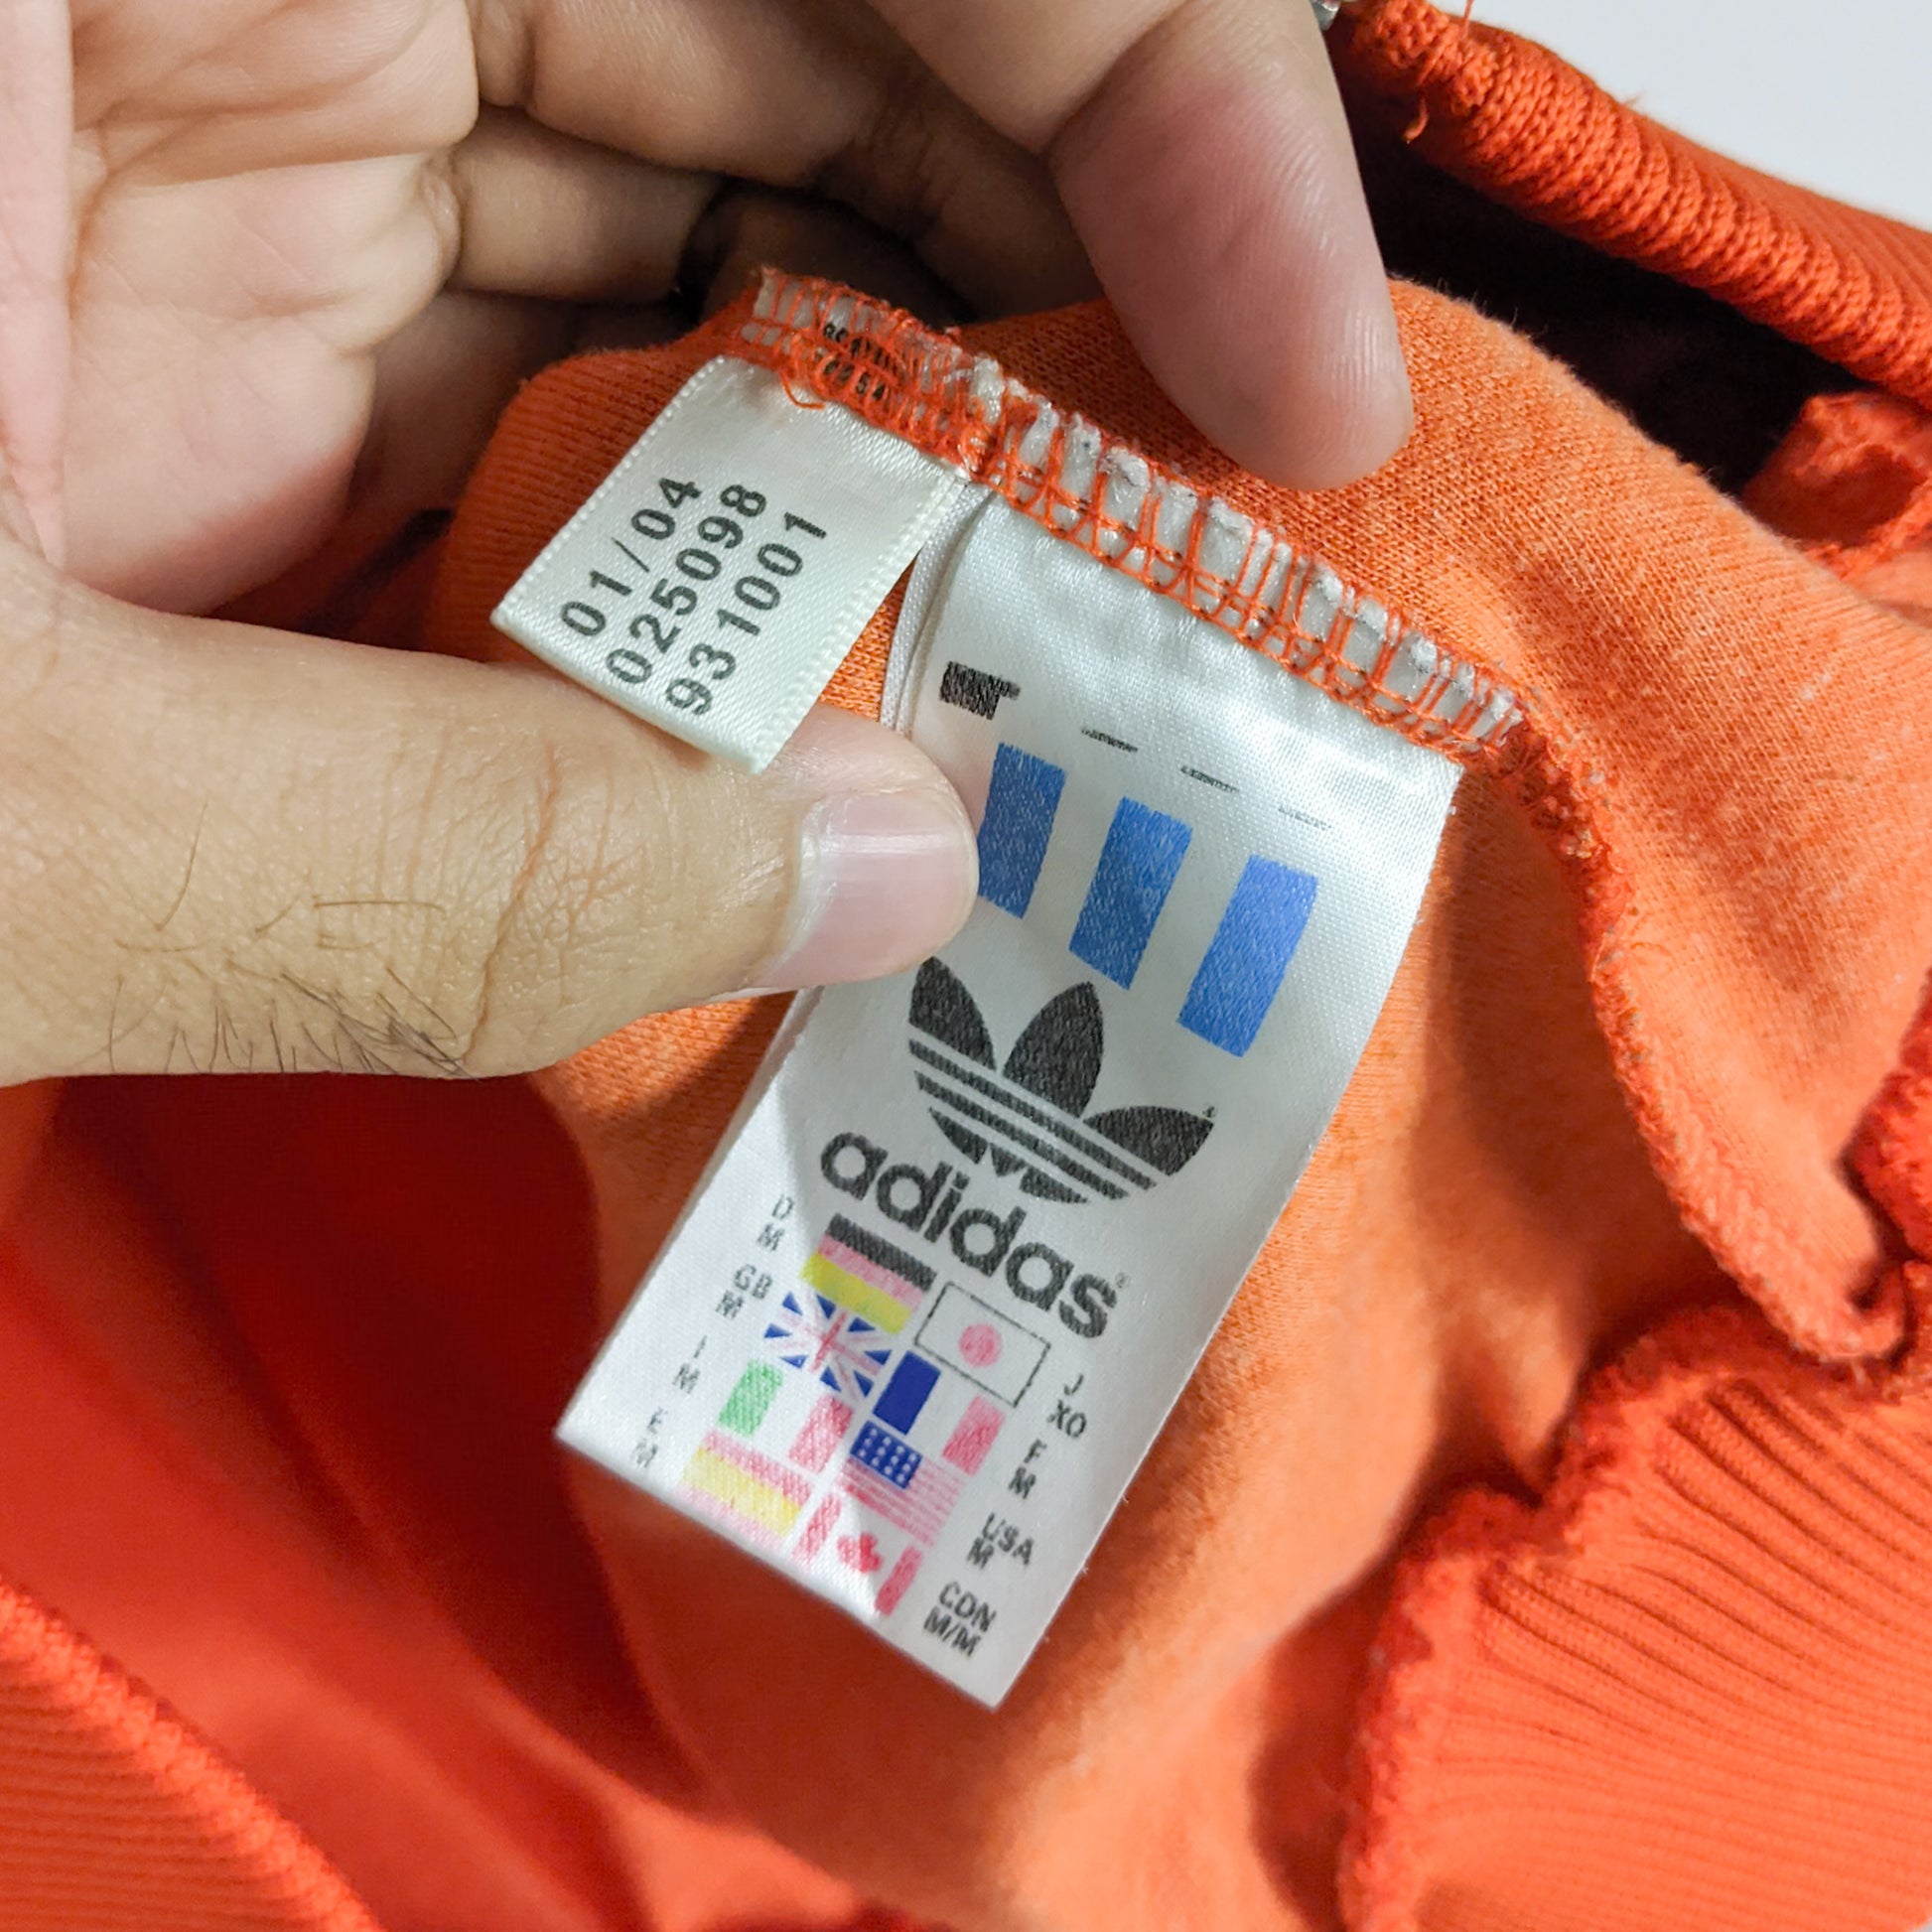 01/04
025098
931001
adidas®
D
M
GB
M
I
M
E
M
J
XO
F
M
USA
M
CDN
M/M